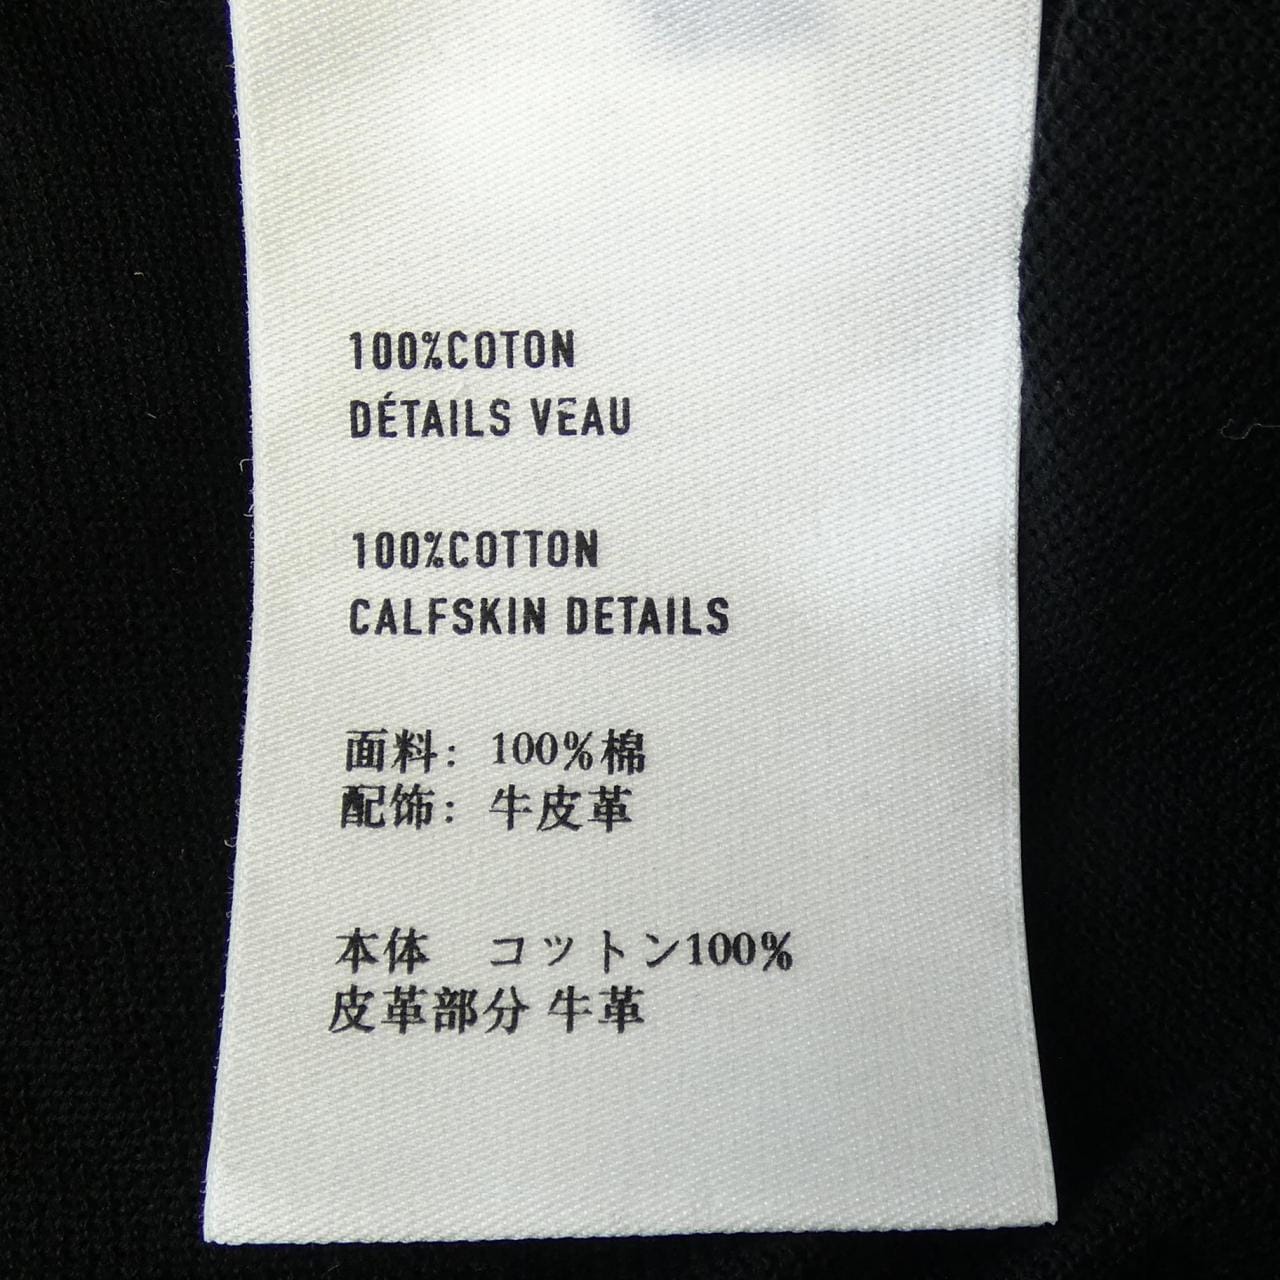 100%COTON
DÉTAILS VEAU
100%COTTON
CALFSKIN DETAILS
面料: 100%棉
配饰: 牛皮革
本体　コットン100%
皮革部分 牛革